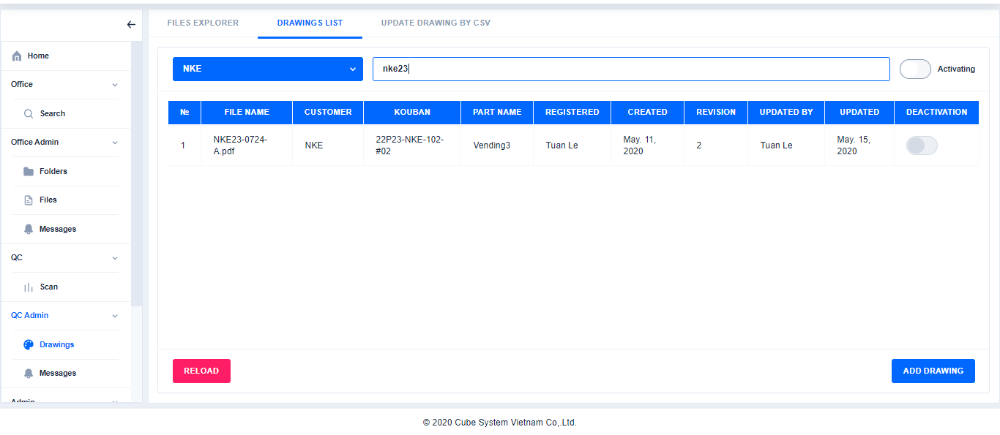 FILES EXPLORER
DRAWINGS LIST
UPDATE DRAWING BY CSV
Home
Office
Search
Office Admin
Folders
Files
Messages
QC
Scan
QC Admin
Drawings
Messages
Admin
NKE
nke23
Activating
№ FILE NAME CUSTOMER KOUBAN PART NAME REGISTERED CREATED REVISION UPDATED BY UPDATED DEACTIVATION
1
NKE23-0724-
A.pdf
NKE
22P23-NKE-102-
#02
Vending3
Tuan Le
May. 11,
2020
2
Tuan Le
May. 15,
2020
RELOAD
ADD DRAWING
© 2020 Cube System Vietnam Co,.Ltd.